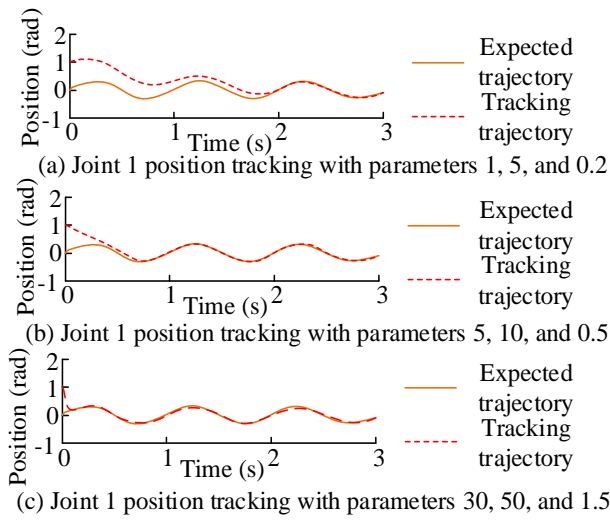 Position (rad)
2
1
0
-1
0
1
2
3
Time (s)
Expected
trajectory
Tracking
trajectory
(a) Joint 1 position tracking with parameters 1, 5, and 0.2
Position (rad)
2
1
0
-1
0
1
2
3
Time (s)
Expected
trajectory
Tracking
trajectory
(b) Joint 1 position tracking with parameters 5, 10, and 0.5
Position (rad)
2
1
0
-1
0
1
2
3
Time (s)
Expected
trajectory
Tracking
trajectory
(c) Joint 1 position tracking with parameters 30, 50, and 1.5